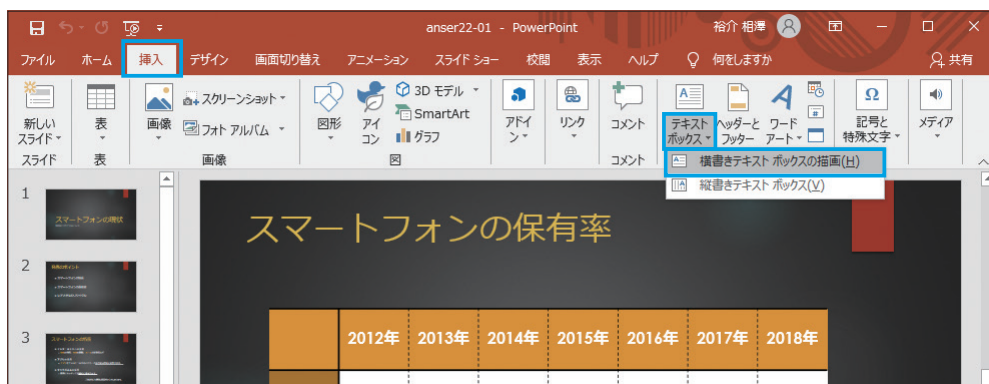 anser22-01 - PowerPoint
裕介 相澤
ファイル ホーム 挿入 デザイン 画面切り替え アニメーション スライド ショー 校閲 表示 ヘルプ 何をしますか 共有
新しい
スライド
表
画像
スクリーンショット
フォト アルバム
図形
アイ
コン
3D モデル
SmartArt
グラフ
アドイ
ン
リンク
コメント
テキスト
ボックス
ヘッダーと
フッター
ワード
アート
記号と
特殊文字
メディア
スライド 表 画像 図 コメント
横書きテキスト ボックスの描画(H)
縦書きテキスト ボックス(V)
1
スマートフォンの現状
2
3
スマートフォンの保有率
2012年 2013年 2014年 2015年 2016年 2017年 2018年